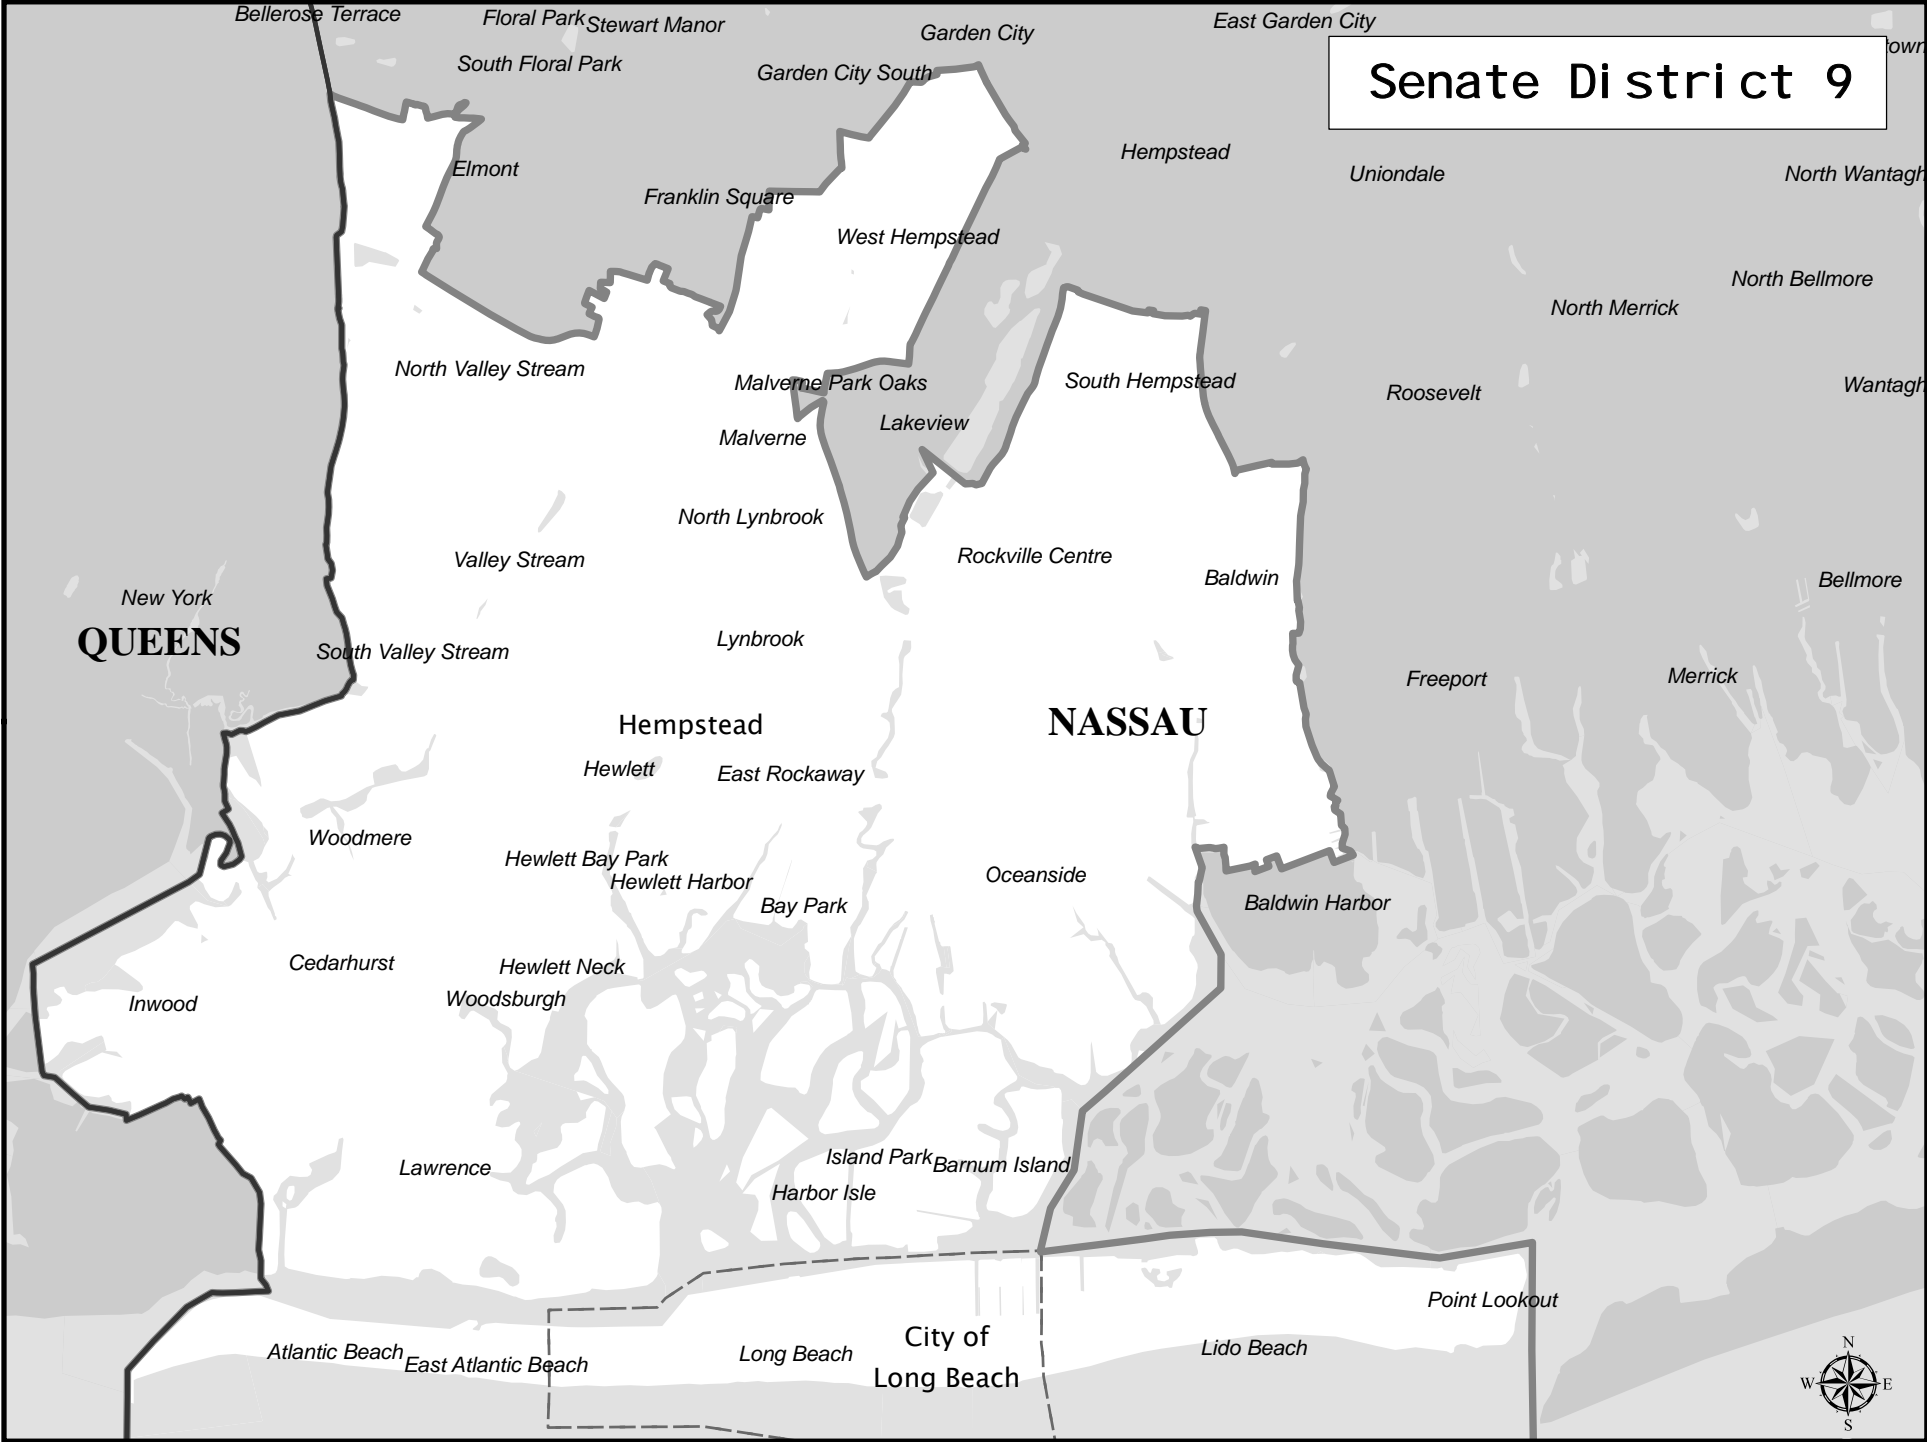 Bellerose Terrace
Floral Park
Stewart Manor
Garden City
East Garden City
South Floral Park
Garden City South
Senate District 9
town
Elmont
Franklin Square
Hempstead
Uniondale
North Wantagh
West Hempstead
North Bellmore
North Merrick
North Valley Stream
Malverne Park Oaks
South Hempstead
Roosevelt
Wantagh
Lakeview
Malverne
North Lynbrook
Valley Stream
Rockville Centre
Baldwin
Bellmore
New York
QUEENS
South Valley Stream
Lynbrook
Freeport
Merrick
Hempstead
NASSAU
Hewlett
East Rockaway
Woodmere
Hewlett Bay Park
Hewlett Harbor
Oceanside
Bay Park
Baldwin Harbor
Cedarhurst
Hewlett Neck
Inwood
Woodsburgh
Lawrence
Island Park
Barnum Island
Harbor Isle
Point Lookout
Atlantic Beach
East Atlantic Beach
Long Beach
City of
Long Beach
Lido Beach
N
W
E
S